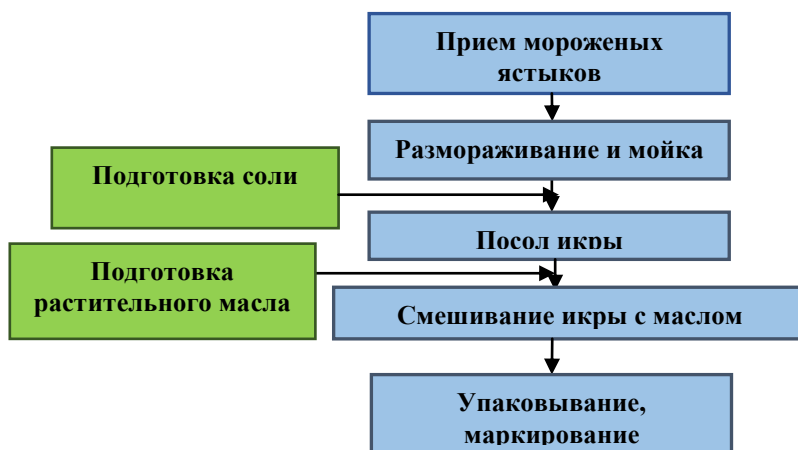 Прием мороженых
ястыков
Размораживание и мойка
Подготовка соли
Посол икры
Подготовка
растительного масла
Смешивание икры с маслом
Упаковывание,
маркирование